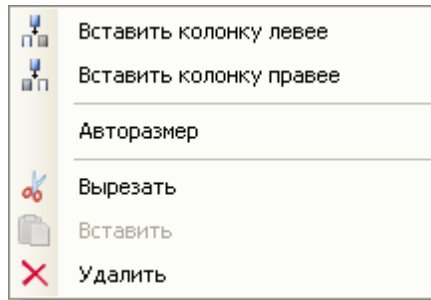 Вставить колонку левее
Вставить колонку правее
Авторазмер
Вырезать
Вставить
Удалить